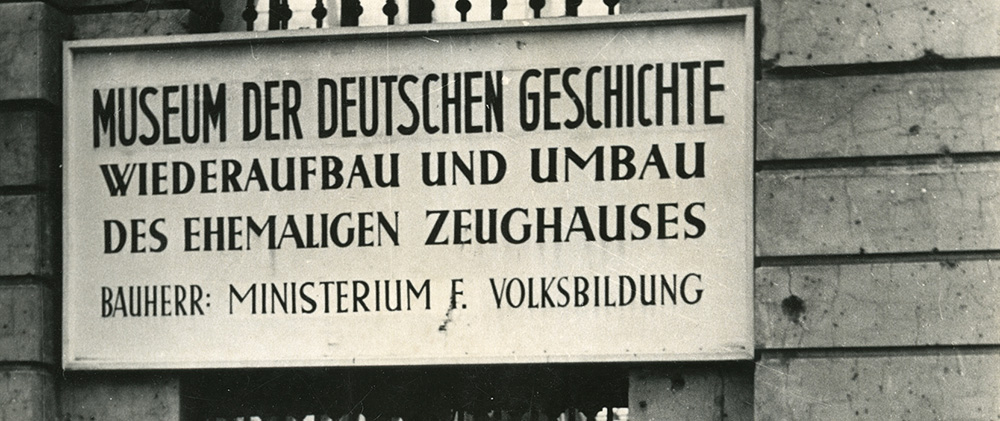 MUSEUM DER DEUTSCHEN GESCHICHTE
WIEDERAUFBAU UND UMBAU
DES EHEMALIGEN ZEUGHAUSES
BAUHERR: MINISTERIUM F. VOLKSBILDUNG